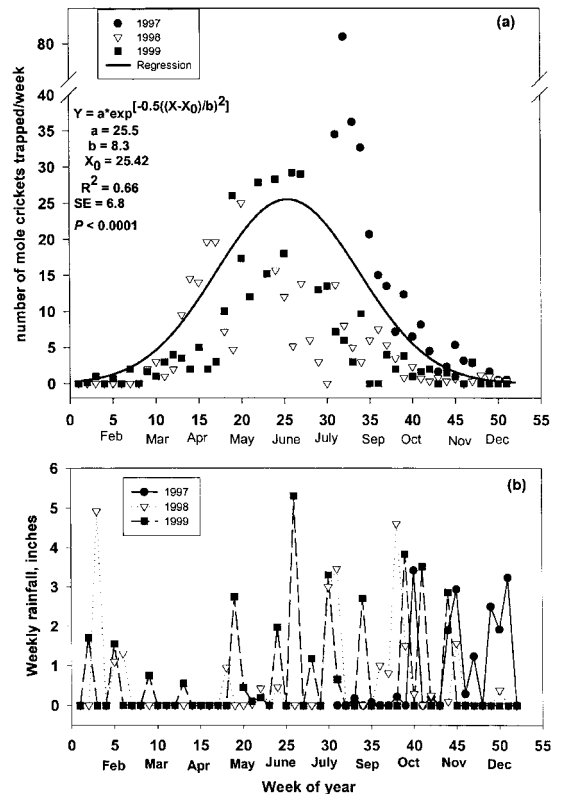 (a)
1997
1998
1999
Regression
80
40
35
30
25
20
15
10
5
0
Y = a*exp[-0.5((X-X0)/b)2]
a = 25.5
b = 8.3
X0 = 25.42
R2 = 0.66
SE = 6.8
P < 0.0001
number of mole crickets trapped/week
0 5 10 15 20 25 30 35 40 45 50 55
Feb Mar Apr May June July Sep Oct Nov Dec
(b)
1997
1998
1999
6
5
4
3
2
1
0
Weekly rainfall, inches
0 5 10 15 20 25 30 35 40 45 50 55
Feb Mar Apr May June July Sep Oct Nov Dec
Week of year